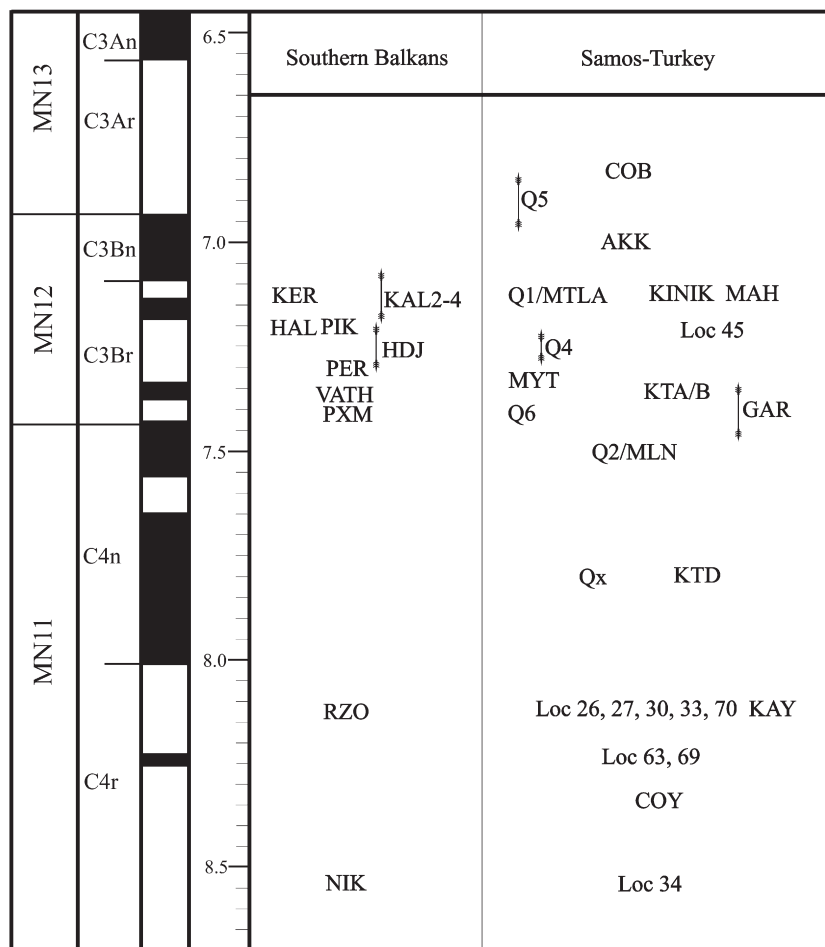 C3An
6.5
Southern Balkans
Samos-Turkey
MN13
C3Ar
COB
Q5
7.0
AKK
C3Bn
MN12
KER
KAL2-4
Q1/MTLA
KINIK
MAH
HAL
PIK
Loc 45
HDJ
Q4
C3Br
PER
MYT
VATH
KTA/B
PXM
Q6
GAR
7.5
Q2/MLN
C4n
Qx
KTD
MN11
8.0
RZO
Loc 26, 27, 30, 33, 70
KAY
Loc 63, 69
C4r
COY
8.5
NIK
Loc 34